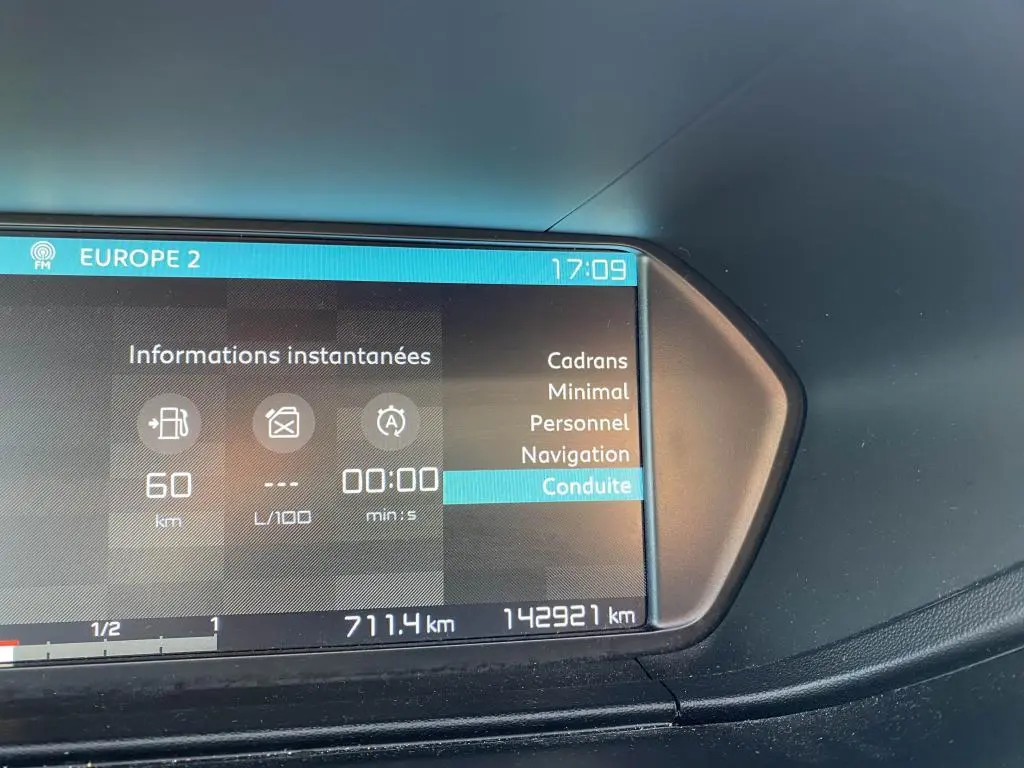 FM EUROPE 2 17:09
Informations instantanées
A
60 --- 00:00
km L/100 min:s
Cadrans
Minimal
Personnel
Navigation
Conduite
1/2 1
711.4 km 142921 km